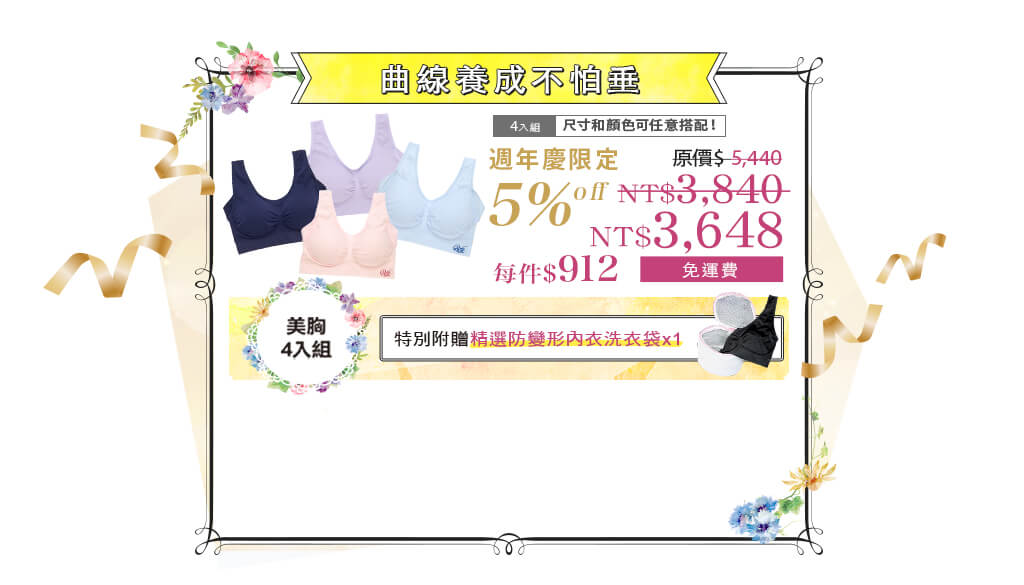 曲線養成不怕垂
4入組 尺寸和顏色可任意搭配！
週年慶限定 原價$ 5,440
5%off NT$3,840
NT$3,648
每件$912 免運費
美胸
4入組
特別附贈精選防變形內衣洗衣袋x1